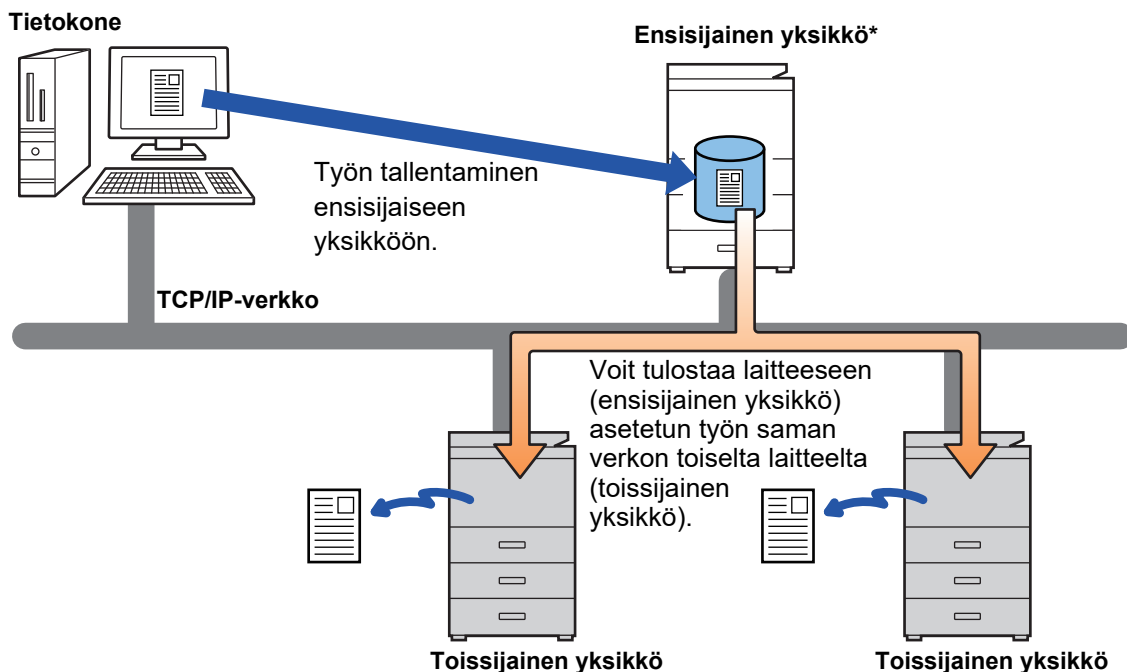 Tietokone
Ensisijainen yksikkö*
Työn tallentaminen
ensisijaiseen
yksikköön.
TCP/IP-verkko
Voit tulostaa laitteeseen
(ensisijainen yksikkö)
asetetun työn saman
verkon toiselta laitteelta
(toissijainen
yksikkö).
Toissijainen yksikkö
Toissijainen yksikkö